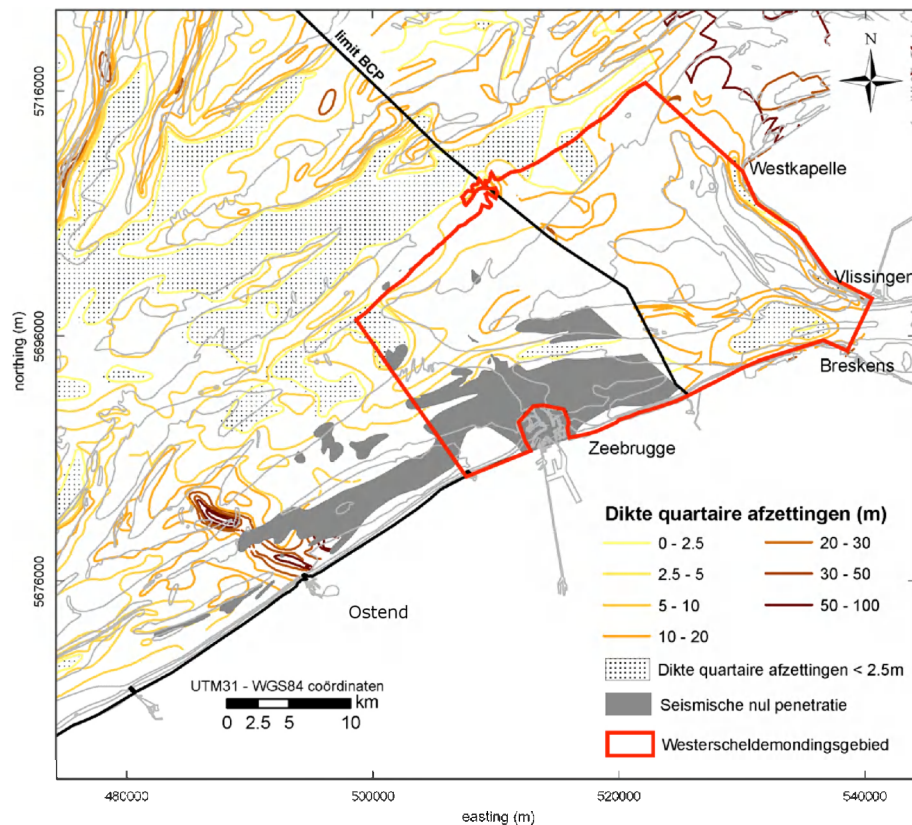 limit BCP
N
5716000
5696000
5676000
northing (m)
Westkapelle
Vlissingen
Breskens
Zeebrugge
Ostend
Dikte quartaire afzettingen (m)
0 - 2.5
20 - 30
2.5 - 5
30 - 50
5 - 10
50 - 100
10 - 20
Dikte quartaire afzettingen < 2.5m
Seismische nul penetratie
Westerscheldemondingsgebied
UTM31 - WGS84 coördinaten
km
0 2.5 5 10
480000 500000 520000 540000
easting (m)